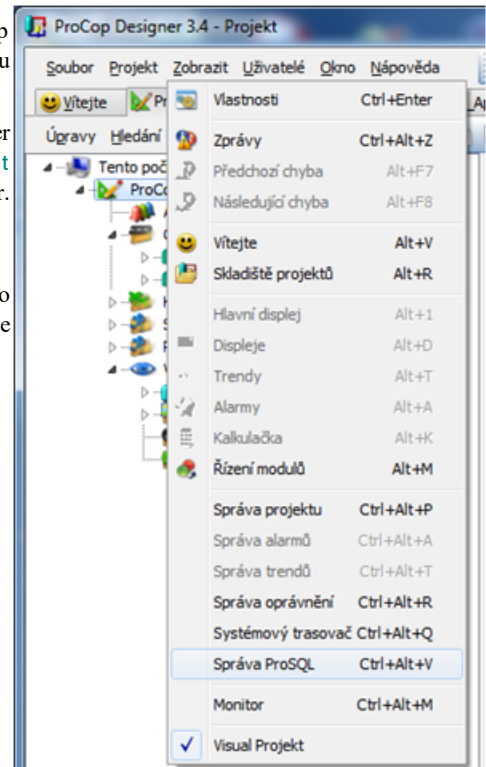 ProCop Designer 3.4 - Projekt
Soubor Projekt Zobrazit Uživatelé Okno Nápověda
Vítejte
Úpravy Hledání
Tento poč
ProCo
Vlastnosti Ctrl+Enter
Zprávy Ctrl+Alt+Z
Předchozí chyba Alt+F7
Následující chyba Alt+F8
Vítejte Alt+V
Skladiště projektů Alt+R
Hlavní displej Alt+1
Displeje Alt+D
Trendy Alt+T
Alarmy Alt+A
Kalkulačka Alt+K
Řízení modulů Alt+M
Správa projektu Ctrl+Alt+P
Správa alarmů Ctrl+Alt+A
Správa trendů Ctrl+Alt+T
Správa oprávnění Ctrl+Alt+R
Systémový trasovač Ctrl+Alt+Q
Správa ProSQL Ctrl+Alt+V
Monitor Ctrl+Alt+M
Visual Projekt